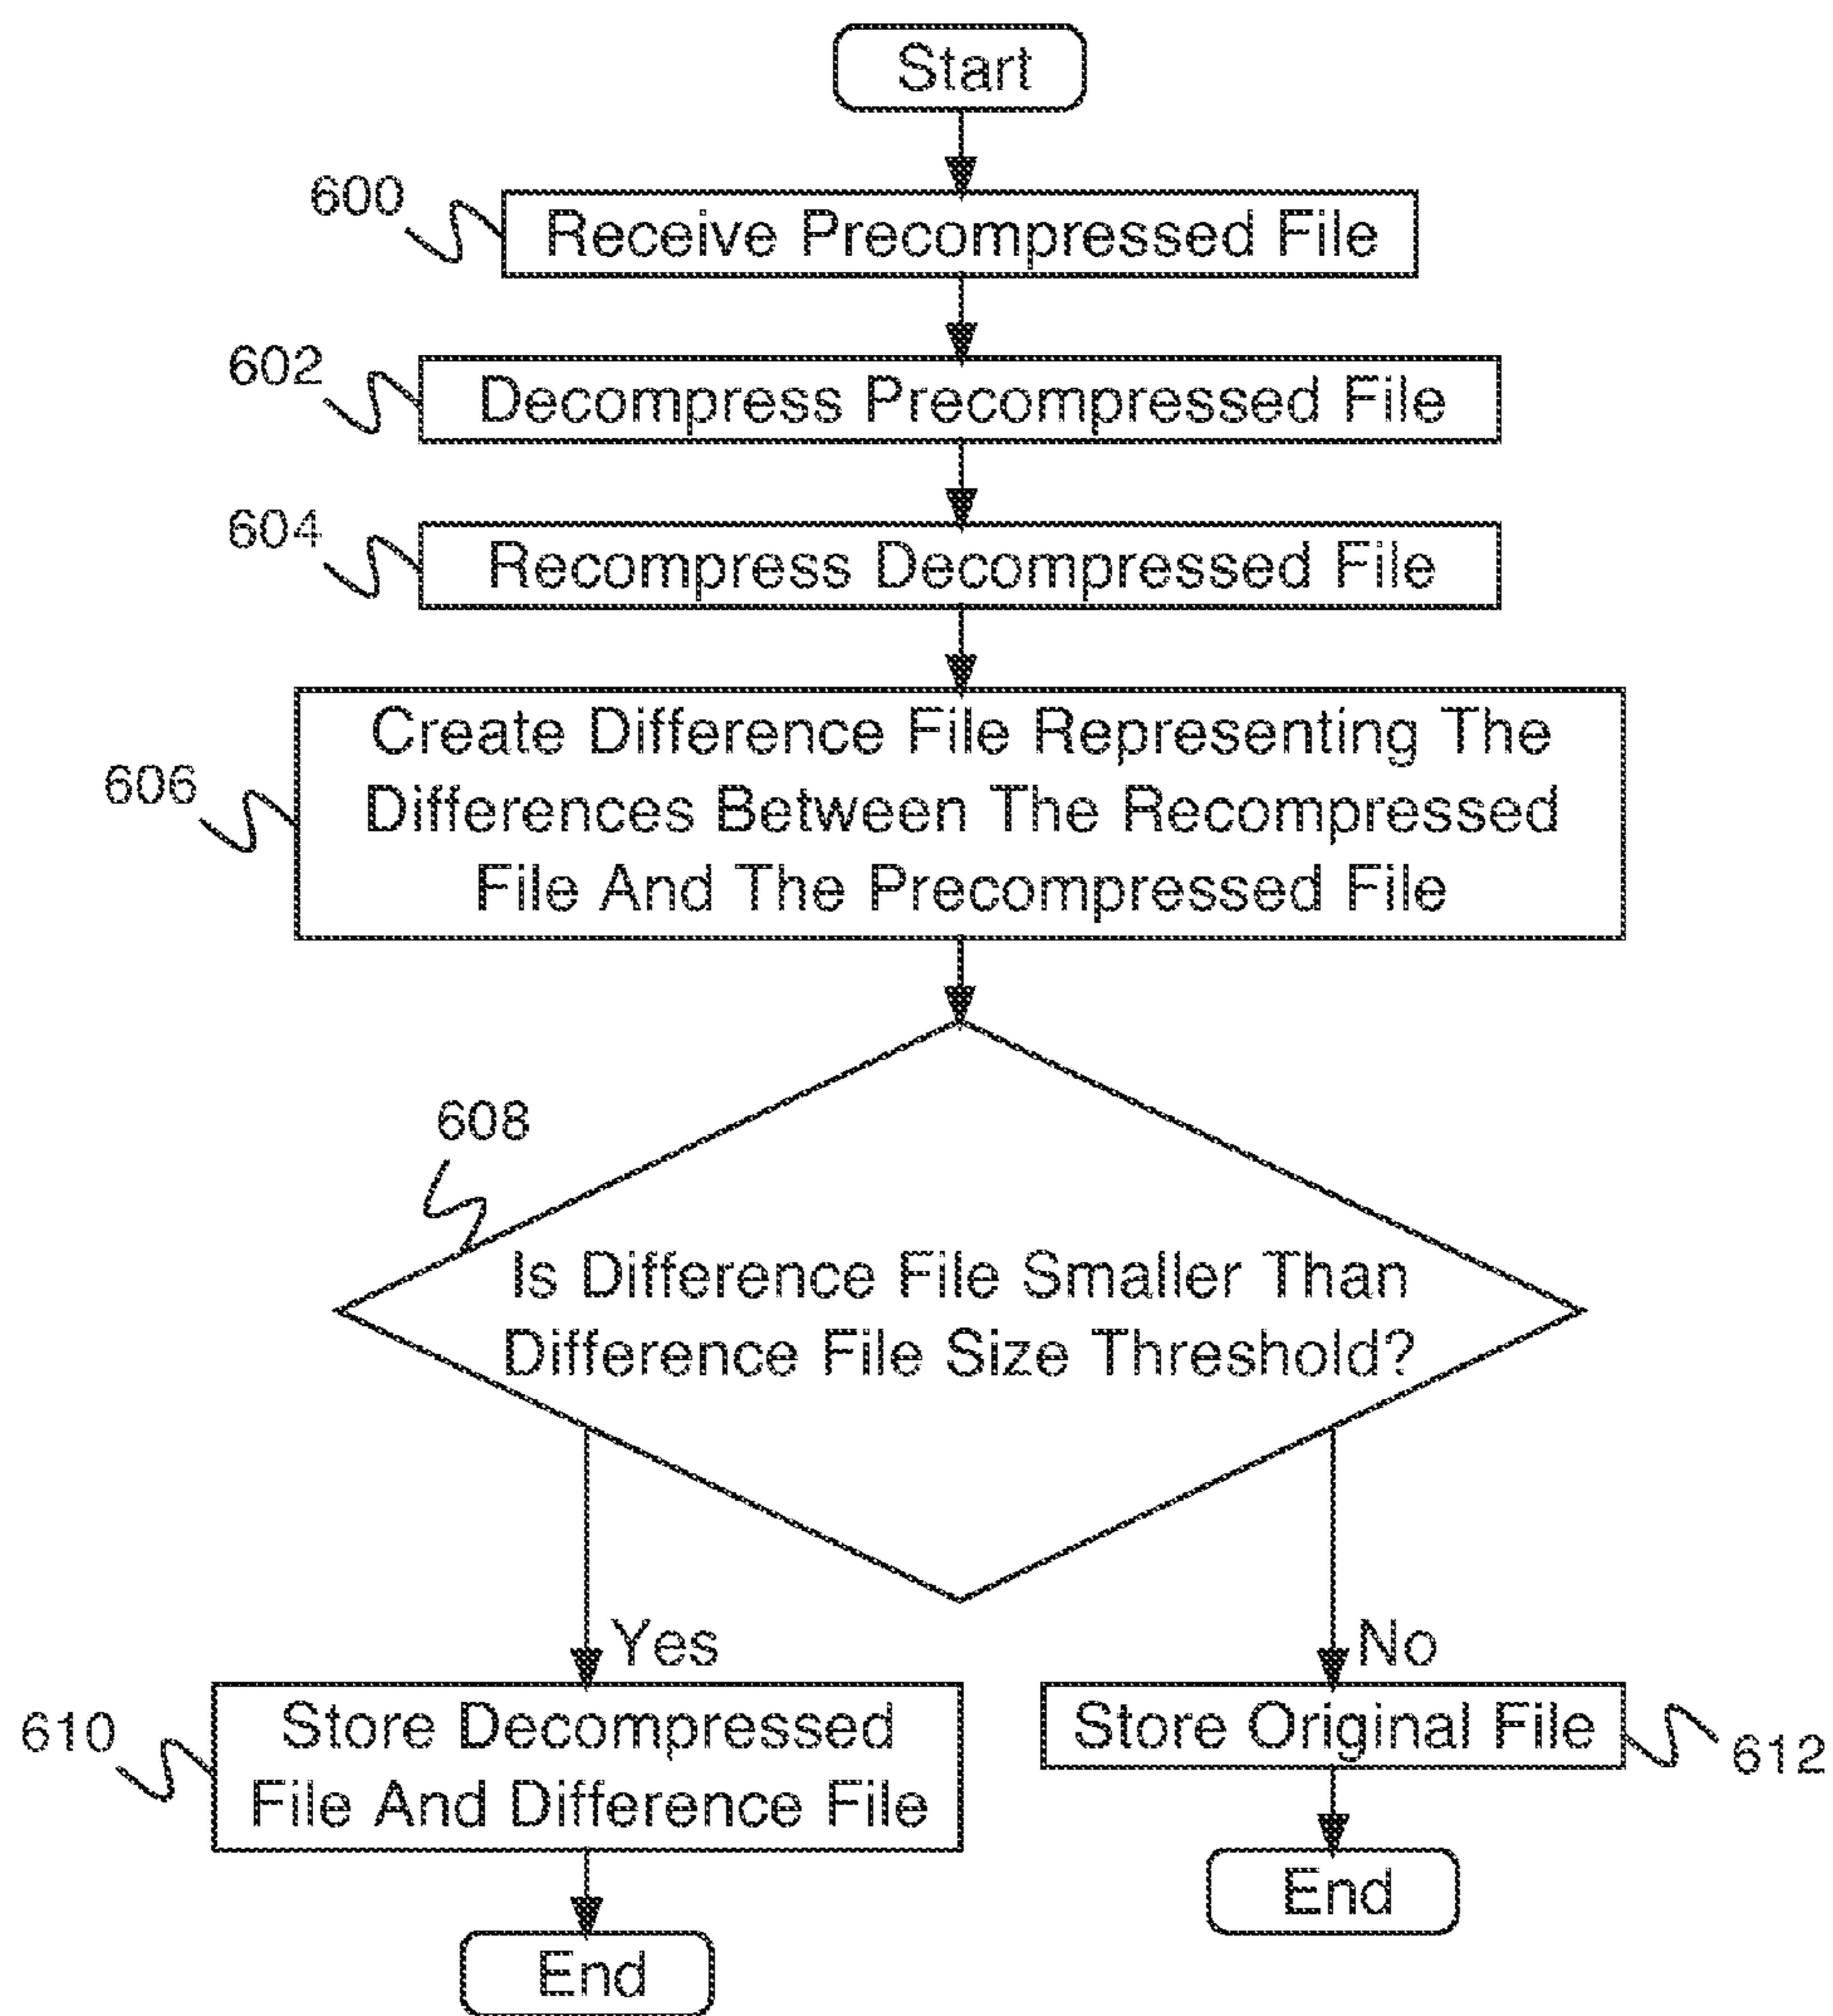 Start
600
Receive Precompressed File
602
Decompress Precompressed File
604
Recompress Decompressed File
606
Create Difference File Representing The
Differences Between The Recompressed
File And The Precompressed File
608
Is Difference File Smaller Than
Difference File Size Threshold?
Yes
No
610
Store Decompressed
File And Difference File
Store Original File
612
End
End